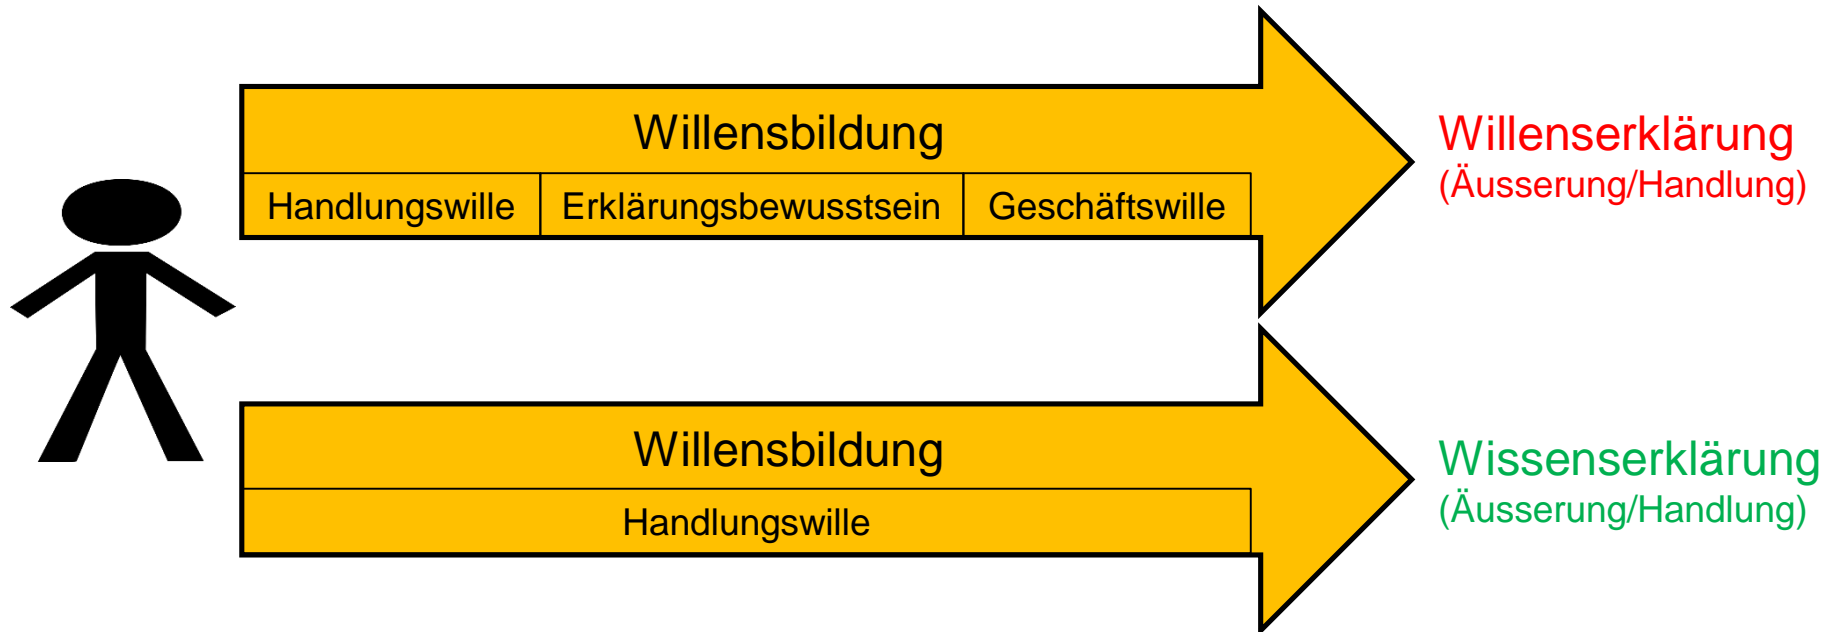 Willensbildung
Handlungswille Erklärungsbewusstsein Geschäftswille
Willenserklärung
(Äusserung/Handlung)
Willensbildung
Handlungswille
Wissenserklärung
(Äusserung/Handlung)